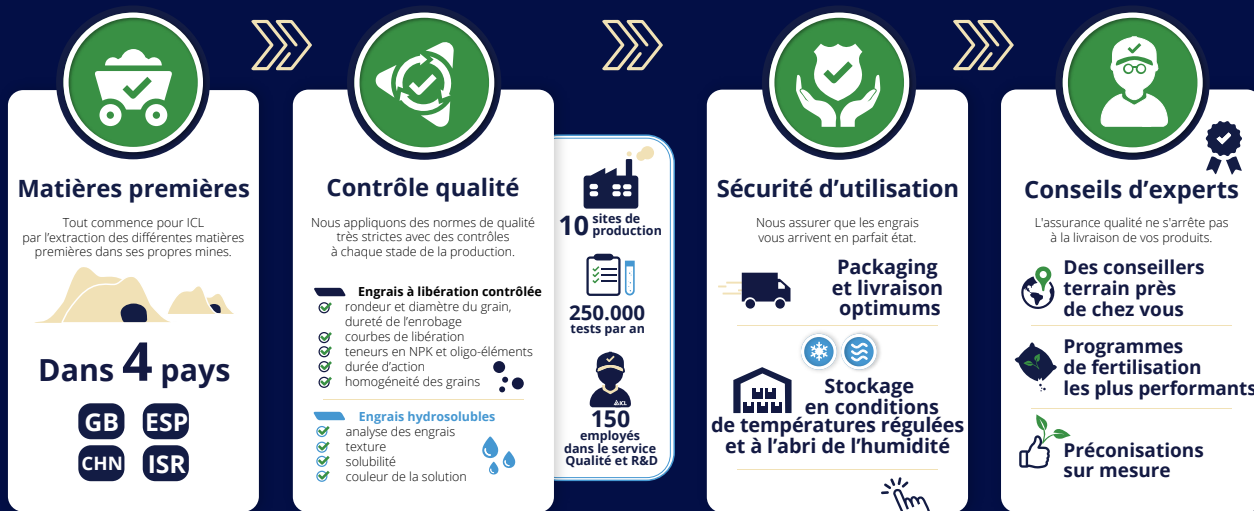 Matières premières
Tout commence pour ICL
par l'extraction des différentes matières
premières dans ses propres mines.
Dans 4 pays
GB ESP
CHN ISR
Contrôle qualité
Nous appliquons des normes de qualité
très strictes avec des contrôles
à chaque stade de la production.
Engrais à libération contrôlée
rondeur et diamètre du grain,
dureté de l'enrobage
courbes de libération
teneurs en NPK et oligo-éléments
durée d'action
homogénéité des grains
Engrais hydrosolubles
analyse des engrais
texture
solubilité
couleur de la solution
10 sites de
production
250.000
tests par an
ICL
150
employés
dans le service
Qualité et R&D
Sécurité d'utilisation
Nous assurer que les engrais
vous arrivent en parfait état.
Packaging
et livraison
optimums
Stockage
en conditions
de températures régulées
et à l'abri de l'humidité
Conseils d'experts
L'assurance qualité ne s'arrête pas
à la livraison de vos produits.
Des conseillers
terrain près
de chez vous
Programmes
de fertilisation
les plus performants
Préconisations
sur mesure